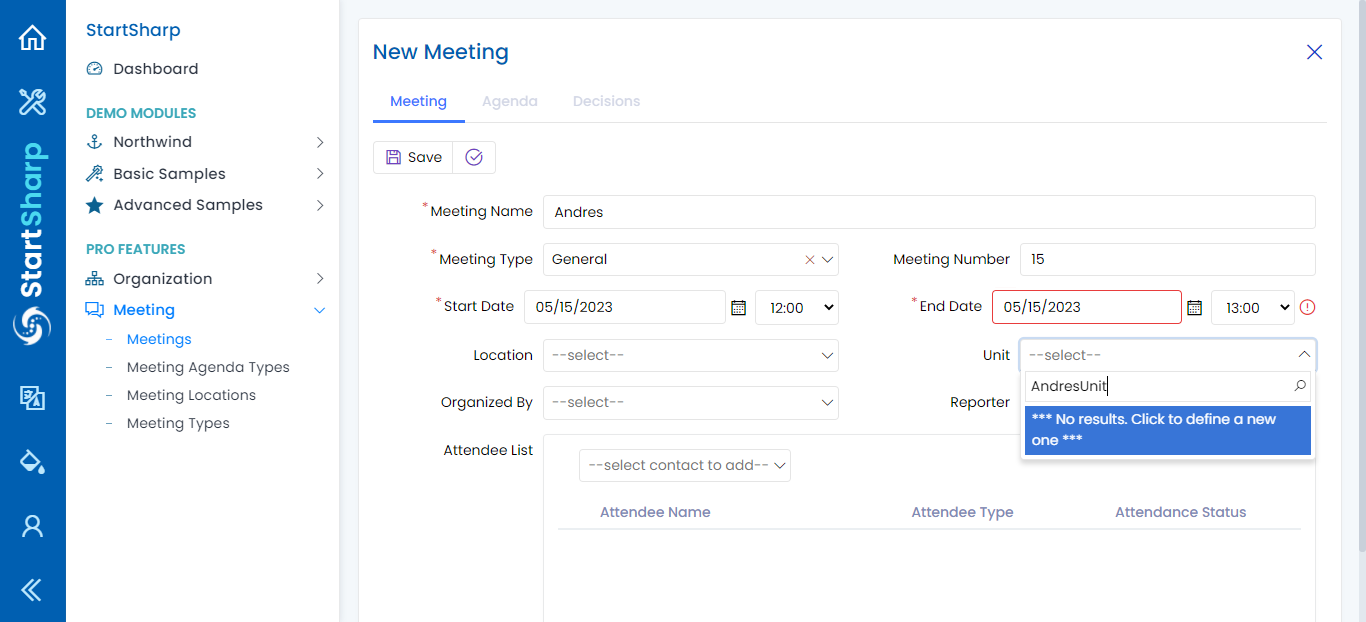 StartSharp
StartSharp
Dashboard
DEMO MODULES
Northwind
Basic Samples
Advanced Samples
PRO FEATURES
Organization
Meeting
– Meetings
– Meeting Agenda Types
– Meeting Locations
– Meeting Types
New Meeting
Meeting Agenda Decisions
Save
*Meeting Name Andres
*Meeting Type General Meeting Number 15
*Start Date 05/15/2023 12:00 *End Date 05/15/2023 13:00
Location --select-- Unit --select--
AndresUnit
*** No results. Click to define a new
one ***
Organized By --select-- Reporter
Attendee List --select contact to add--
Attendee Name Attendee Type Attendance Status